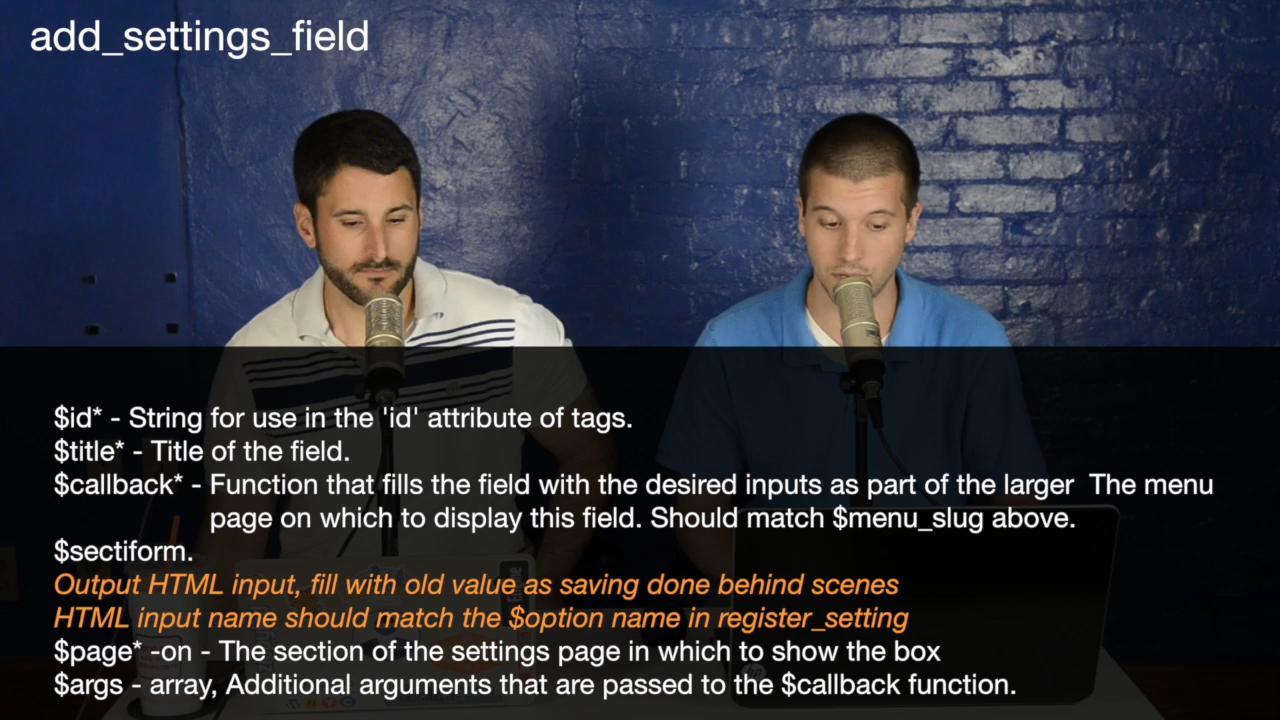 add_settings_field
$id* - String for use in the 'id' attribute of tags.
$title* - Title of the field.
$callback* - Function that fills the field with the desired inputs as part of the larger  The menu
page on which to display this field. Should match $menu_slug above.
$sectiform.
Output HTML input, fill with old value as saving done behind scenes
HTML input name should match the $option name in register_setting
$page* -on - The section of the settings page in which to show the box
$args - array, Additional arguments that are passed to the $callback function.